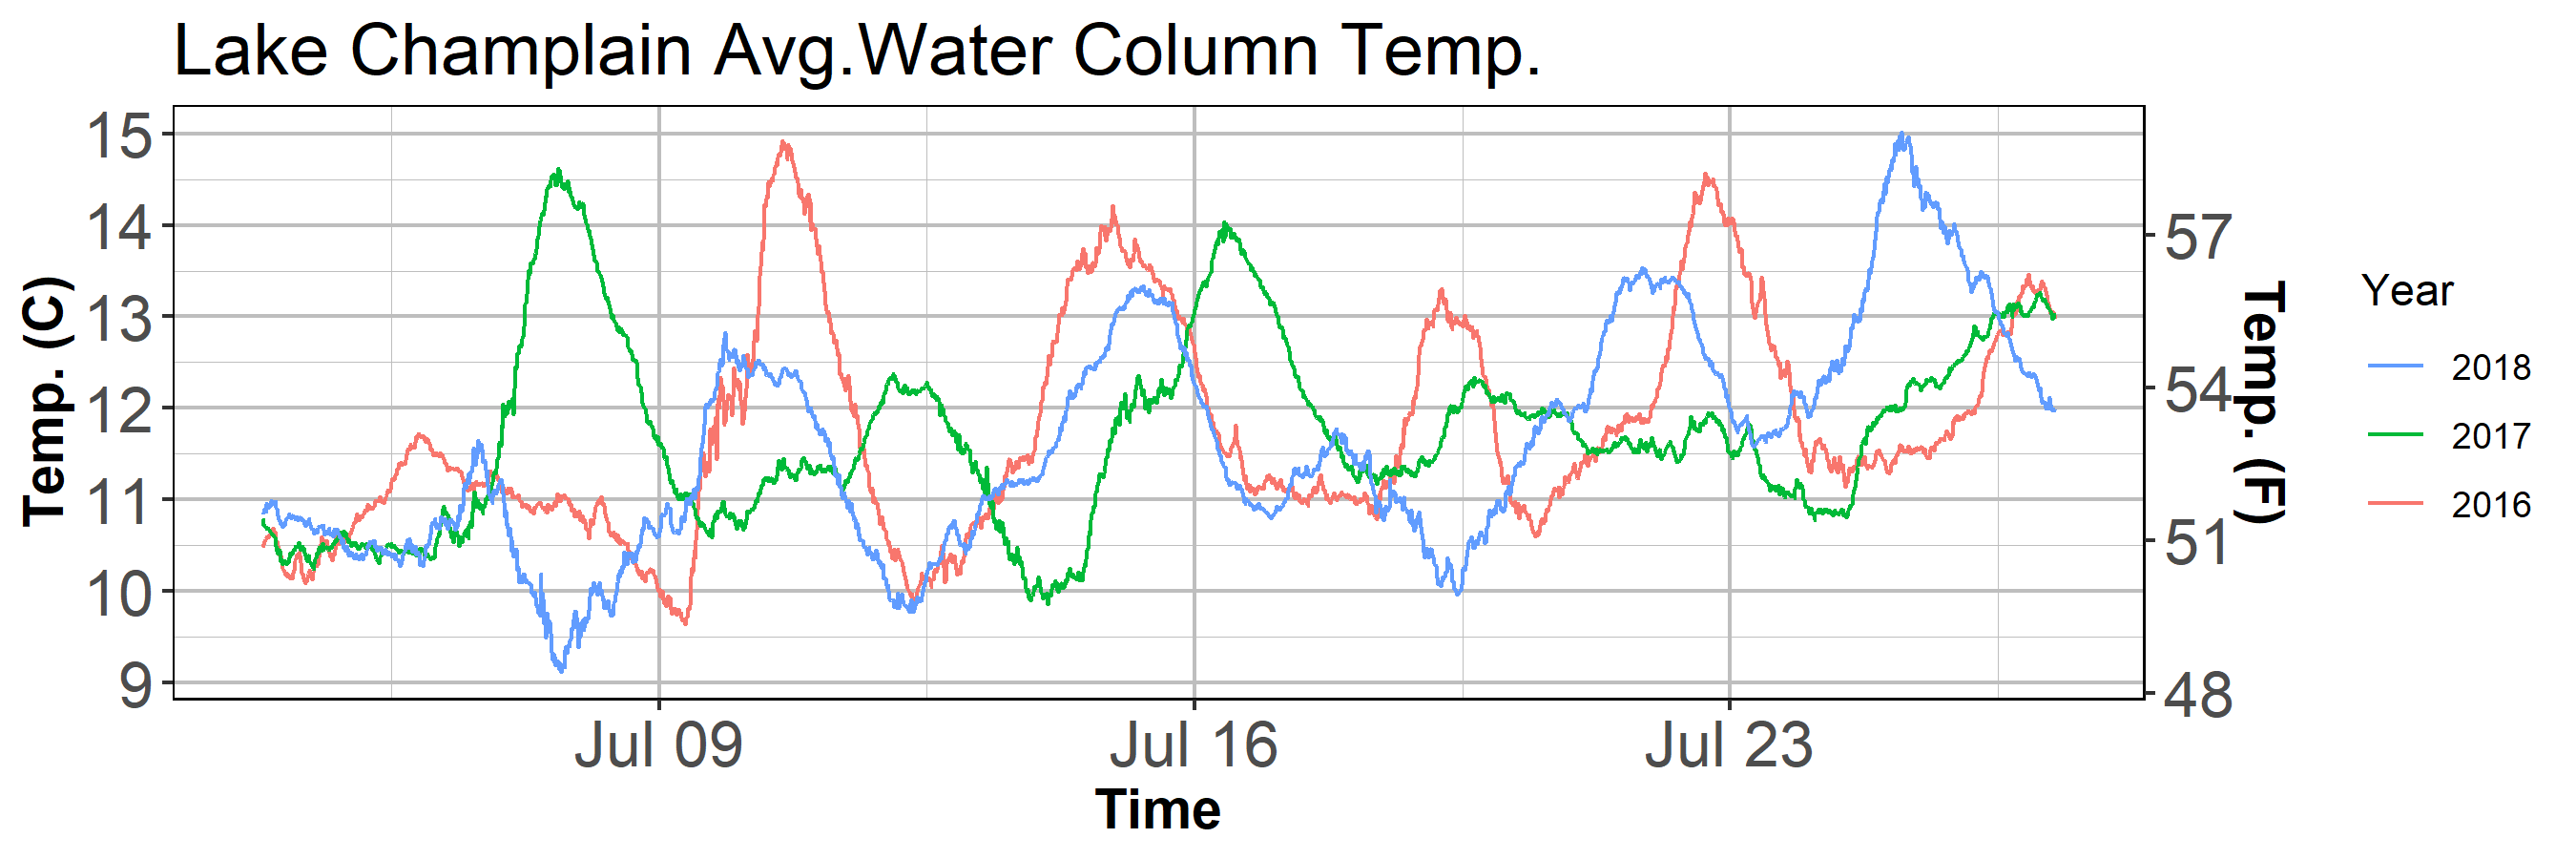 Lake Champlain Avg.Water Column Temp.
Temp. (C)
15
14
13
12
11
10
9
57
54
51
48
Temp. (F)
Jul 09
Jul 16
Jul 23
Time
Year
2018
2017
2016